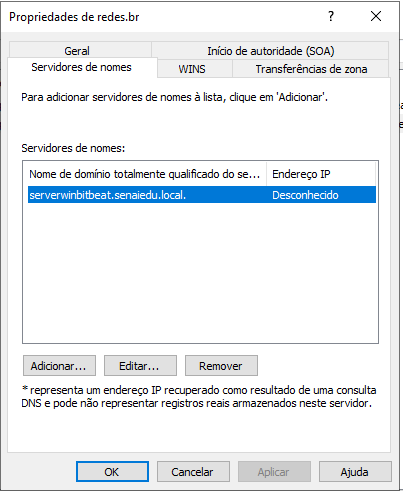 Propriedades de redes.br
Geral
Início de autoridade (SOA)
Servidores de nomes
WINS
Transferências de zona
Para adicionar servidores de nomes à lista, clique em 'Adicionar'.
Servidores de nomes:
Nome de domínio totalmente qualificado do se... Endereço IP
serverwinbitbeat.senaiedu.local. Desconhecido
Adicionar... Editar... Remover
* representa um endereço IP recuperado como resultado de uma consulta
DNS e pode não representar registros reais armazenados neste servidor.
OK Cancelar Aplicar Ajuda